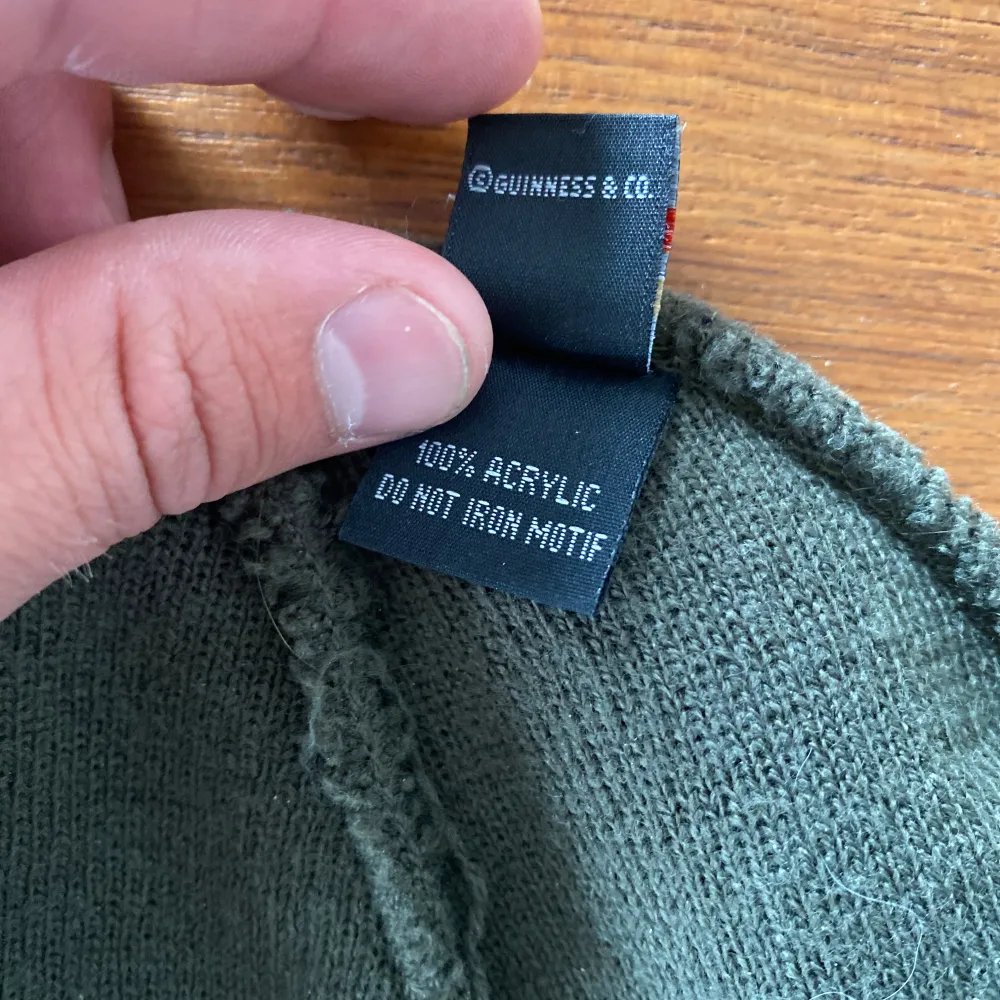 ©GUINNESS & CO.
100% ACRYLIC
DO NOT IRON MOTIF